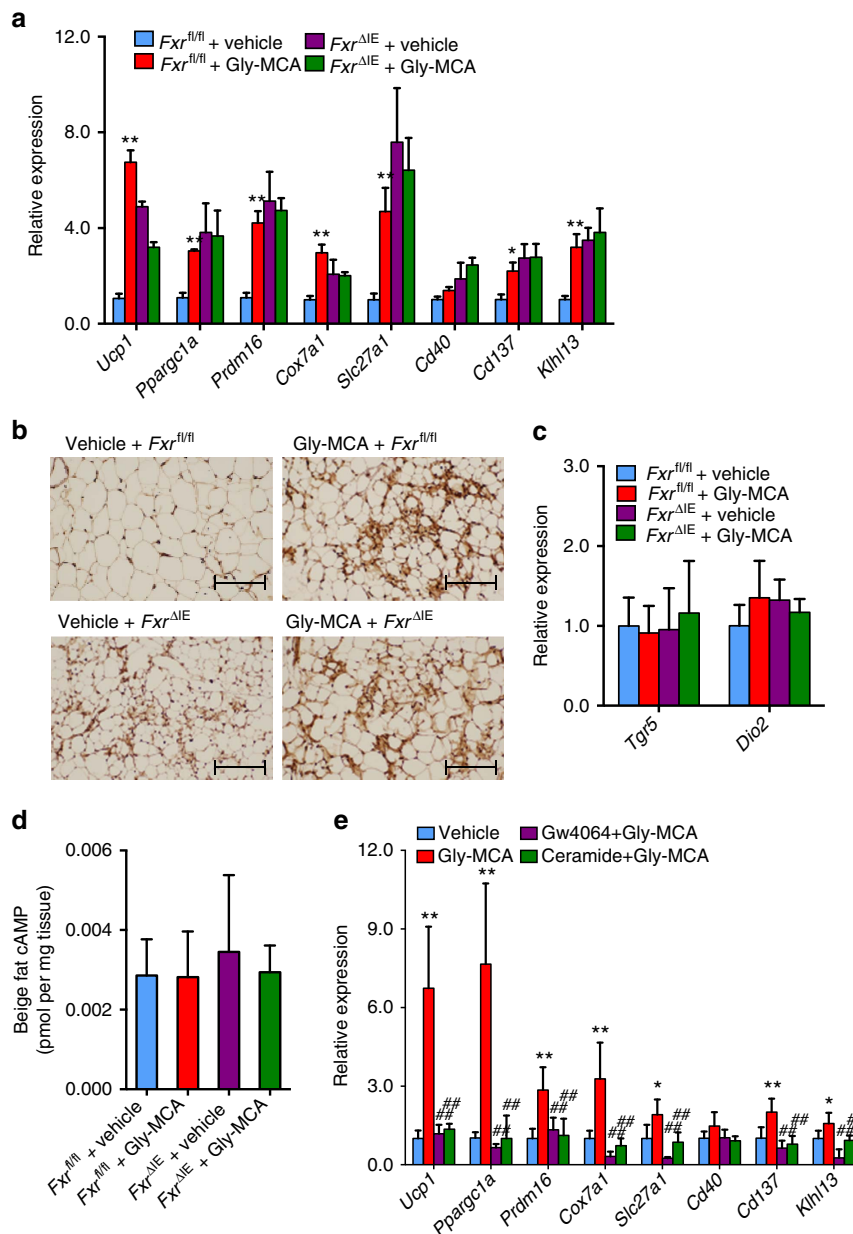 a
12.0
8.0
4.0
0.0
Relative expression
Fxr fl/fl + vehicle
Fxr fl/fl + Gly-MCA
Fxr ΔIE + vehicle
Fxr ΔIE + Gly-MCA
**
**
**
**
**
*
**
Ucp1
Ppargc1a
Prdm16
Cox7a1
Slc27a1
Cd40
Cd137
Klhl13
b
Vehicle + Fxr fl/fl
Gly-MCA + Fxr fl/fl
Vehicle + Fxr ΔIE
Gly-MCA + Fxr ΔIE
c
3.0
2.0
1.0
0.0
Relative expression
Fxr fl/fl + vehicle
Fxr fl/fl + Gly-MCA
Fxr ΔIE + vehicle
Fxr ΔIE + Gly-MCA
Tgr5
Dio2
d
0.006
0.004
0.002
0.000
Beige fat cAMP
(pmol per mg tissue)
Fxr fl/fl + vehicle
Fxr fl/fl + Gly-MCA
Fxr ΔIE + vehicle
Fxr ΔIE + Gly-MCA
e
Vehicle
Gly-MCA
Gw4064+Gly-MCA
Ceramide+Gly-MCA
12.0
9.0
6.0
3.0
0.0
Relative expression
**
##
##
**
##
##
**
##
##
**
##
##
*
##
##
**
##
##
*
##
##
Ucp1
Ppargc1a
Prdm16
Cox7a1
Slc27a1
Cd40
Cd137
Klhl13